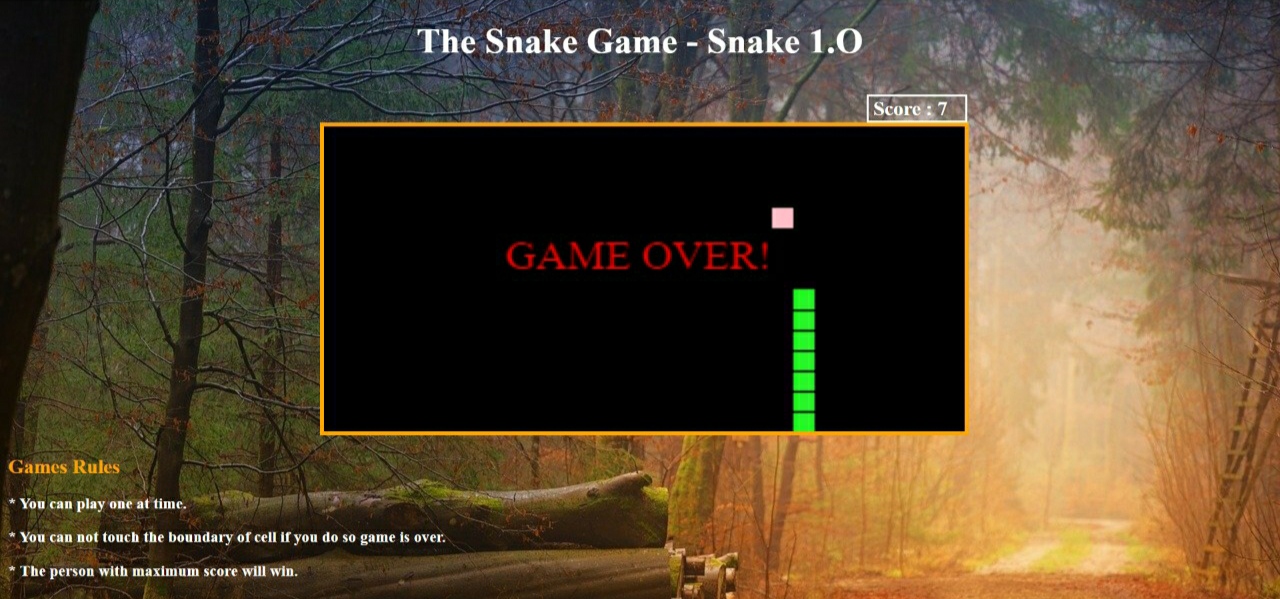 The Snake Game - Snake 1.O
Score : 7
GAME OVER!
Games Rules
* You can play one at time.
* You can not touch the boundary of cell if you do so game is over.
* The person with maximum score will win.